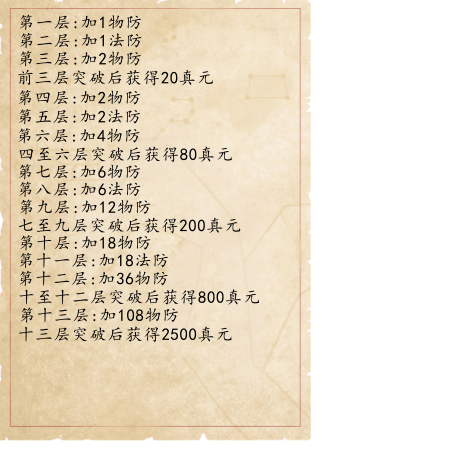 第一层:加1物防
第二层:加1法防
第三层:加2物防
前三层突破后获得20真元
第四层:加2物防
第五层:加2法防
第六层:加4物防
四至六层突破后获得80真元
第七层:加6物防
第八层:加6法防
第九层:加12物防
七至九层突破后获得200真元
第十层:加18物防
第十一层:加18法防
第十二层:加36物防
十至十二层突破后获得800真元
第十三层:加108物防
十三层突破后获得2500真元